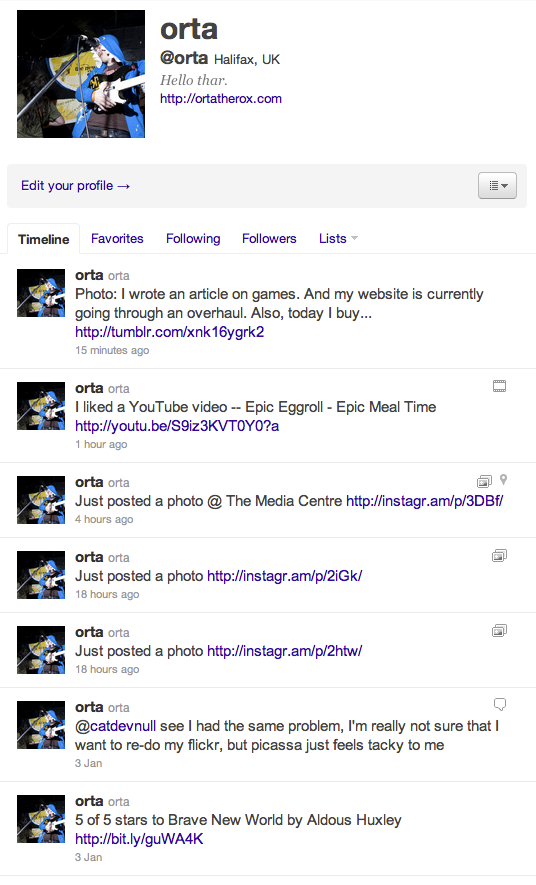 orta
@orta Halifax, UK
Hello thar.
http://ortatherox.com
Edit your profile →
Timeline Favorites Following Followers Lists
orta orta
Photo: I wrote an article on games. And my website is currently
going through an overhaul. Also, today I buy...
http://tumblr.com/xnk16ygrk2
15 minutes ago
orta orta
I liked a YouTube video -- Epic Eggroll - Epic Meal Time
http://youtu.be/S9iz3KVT0Y0?a
1 hour ago
orta orta
Just posted a photo @ The Media Centre http://instagr.am/p/3DBf/
4 hours ago
orta orta
Just posted a photo http://instagr.am/p/2iGk/
18 hours ago
orta orta
Just posted a photo http://instagr.am/p/2htw/
18 hours ago
orta orta
@catdevnull see I had the same problem, I'm really not sure that I
want to re-do my flickr, but picassa just feels tacky to me
3 Jan
orta orta
5 of 5 stars to Brave New World by Aldous Huxley
http://bit.ly/guWA4K
3 Jan